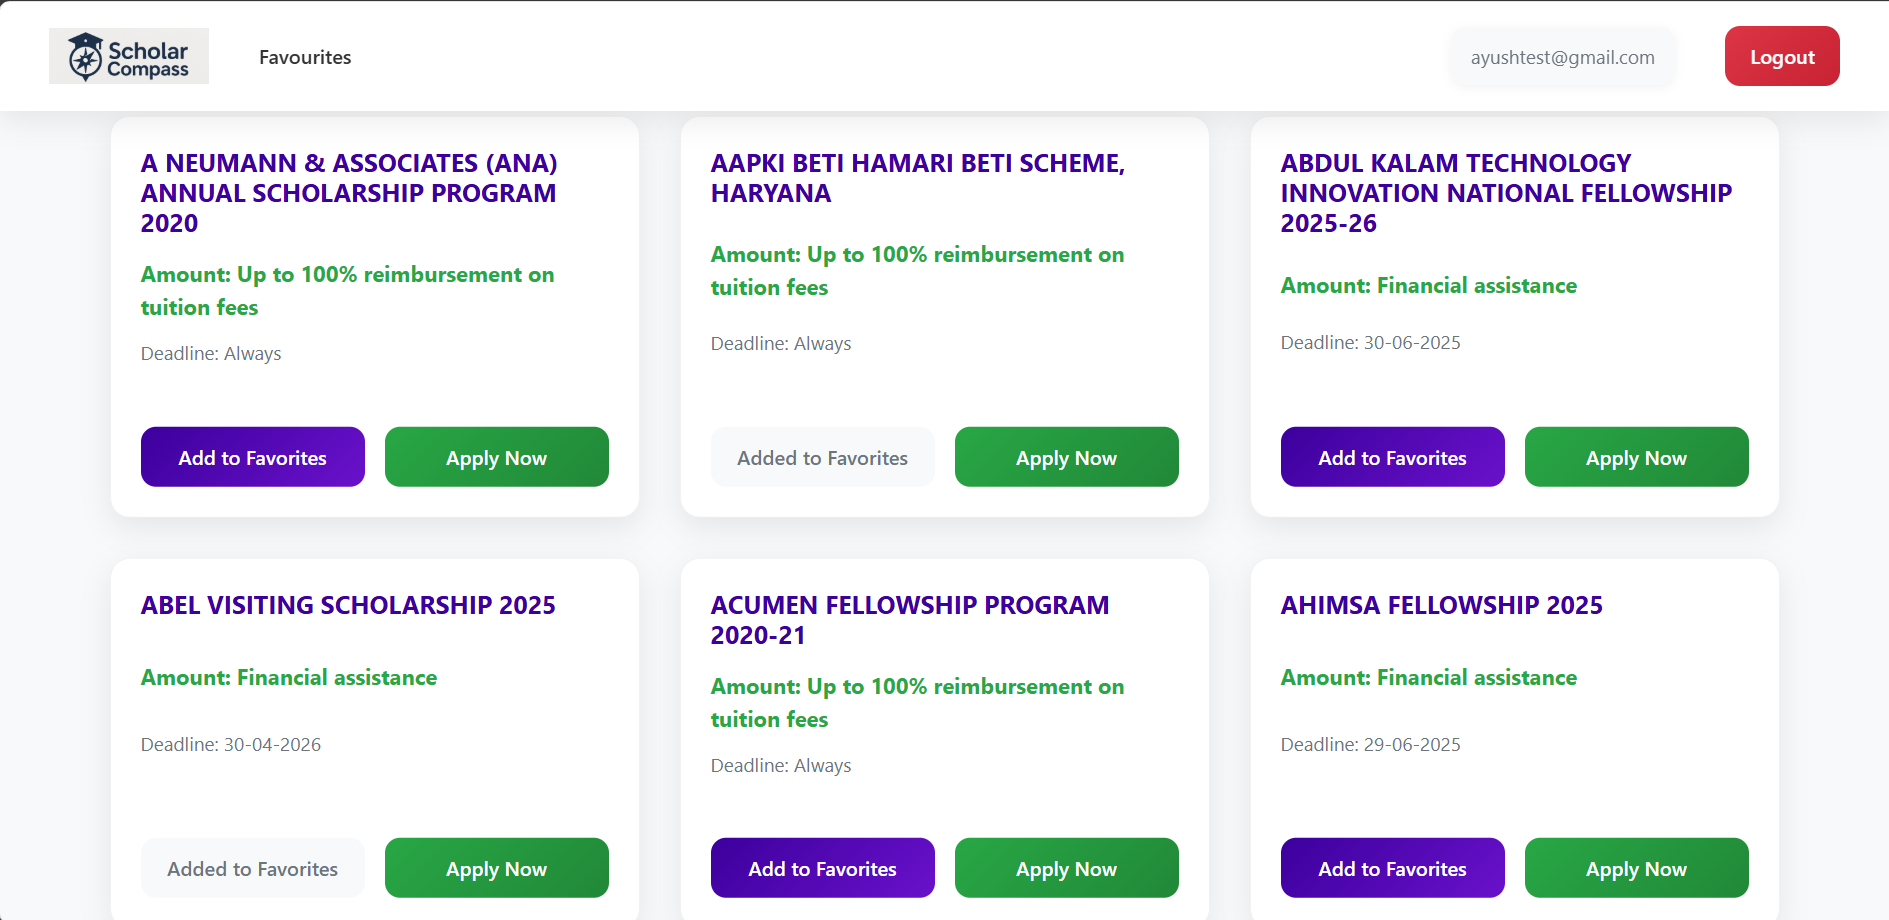 Scholar
Compass
Favourites
ayushtest@gmail.com
Logout
A NEUMANN & ASSOCIATES (ANA)
ANNUAL SCHOLARSHIP PROGRAM
2020
Amount: Up to 100% reimbursement on
tuition fees
Deadline: Always
Add to Favorites
Apply Now
AAPKI BETI HAMARI BETI SCHEME,
HARYANA
Amount: Up to 100% reimbursement on
tuition fees
Deadline: Always
Added to Favorites
Apply Now
ABDUL KALAM TECHNOLOGY
INNOVATION NATIONAL FELLOWSHIP
2025-26
Amount: Financial assistance
Deadline: 30-06-2025
Add to Favorites
Apply Now
ABEL VISITING SCHOLARSHIP 2025
Amount: Financial assistance
Deadline: 30-04-2026
Added to Favorites
Apply Now
ACUMEN FELLOWSHIP PROGRAM
2020-21
Amount: Up to 100% reimbursement on
tuition fees
Deadline: Always
Add to Favorites
Apply Now
AHIMSA FELLOWSHIP 2025
Amount: Financial assistance
Deadline: 29-06-2025
Add to Favorites
Apply Now